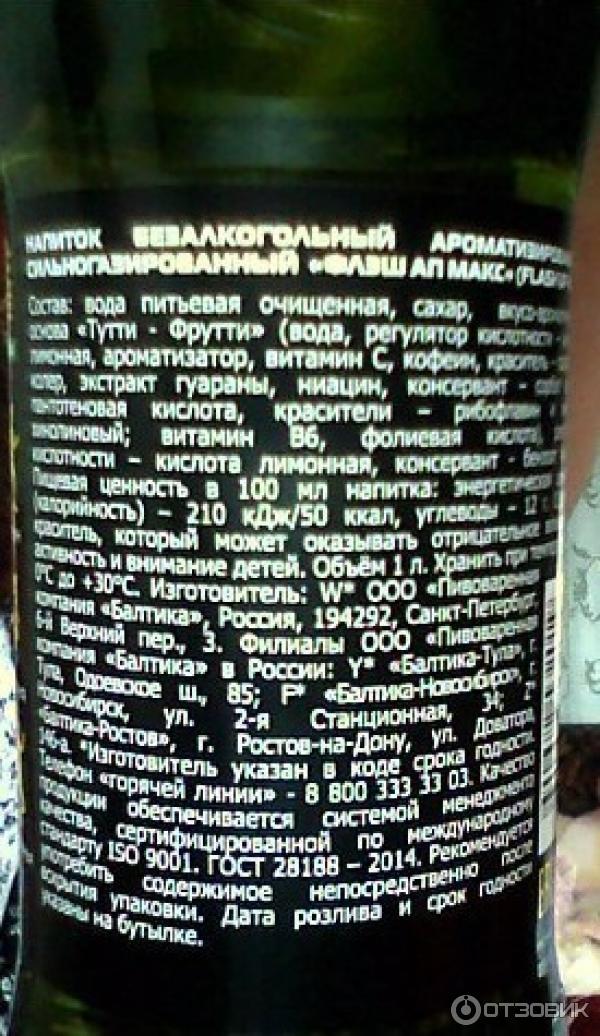 НАПИТОК БЕЗАЛКОГОЛЬНЫЙ
СИЛЬНОГАЗИРОВАННЫЙ «ФЛЭШ АП МАКС»
Состав: вода питьевая очищенная, сахар,
основа «Тутти - Фрутти» (вода, регулятор кислотности
лимонная, ароматизатор, витамин С, кофеин, краситель -
колер, экстракт гуараны, ниацин, консервант -
пантотеновая кислота, красители – рибофлавин
витамин В6, фолиевая кислота),
кислотности – кислота лимонная, консервант -
Пищевая ценность в 100 мл напитка:
(калорийность) – 210 кДж/50 ккал, углеводы - 12
краситель, который может оказывать
активность и внимание детей. Объём 1 л. Хранить при
0°С до +30°С. Изготовитель: W* ООО «Пивоваренная
компания «Балтика», Россия, 194292, Санкт-Петербург,
6-й Верхний пер., 3. Филиалы ООО «Пивоваренная
компания «Балтика» в России: Y* «Балтика-Тула», г.
Тула, Одоевское ш., 85; «Балтика-Новосибирск», г.
Новосибирск, ул. 2-я Станционная, 34;
«Балтика-Ростов», г. Ростов-на-Дону, ул. Доватора,
146-а. *Изготовитель указан в коде срока годности.
Телефон «горячей линии» - 8 800 333 33 03. Качество
продукции обеспечивается системой менеджмента
качества, сертифицированной по международному
стандарту ISO 9001. ГОСТ 28188 – 2014. Рекомендуется
употребить содержимое непосредственно после
вскрытия упаковки. Дата розлива и срок годности
указаны на бутылке.
ОТЗОВИК